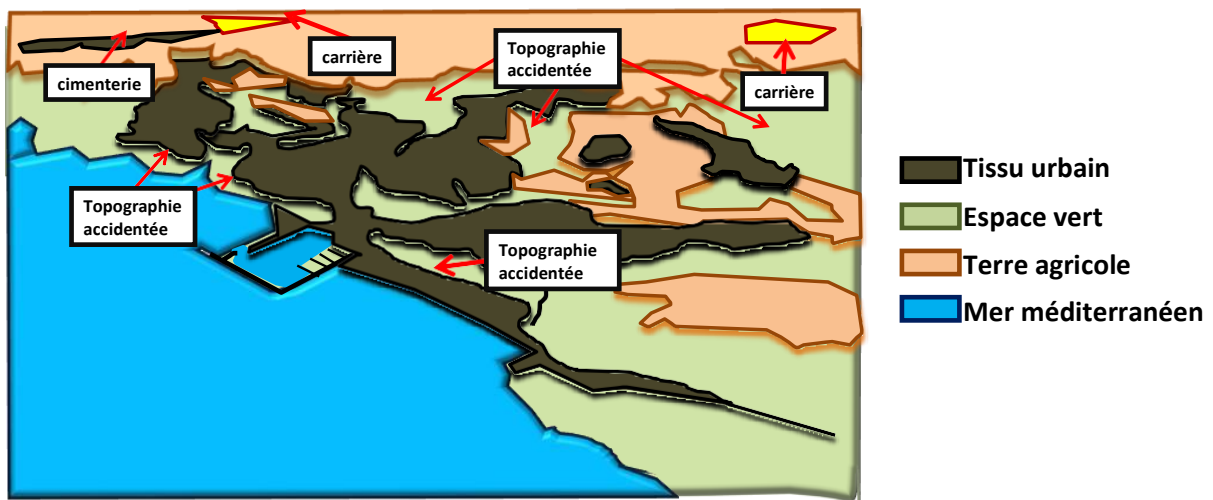 carrière
Topographie
accidentée
cimenterie
carrière
Topographie
accidentée
Topographie
accidentée
Tissu urbain
Espace vert
Terre agricole
Mer méditerranéen